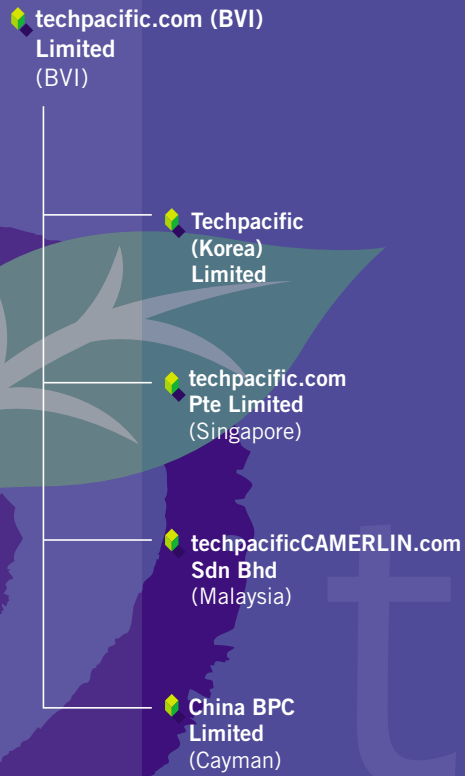 techpacific.com (BVI)
Limited
(BVI)
Techpacific
(Korea)
Limited
techpacific.com
Pte Limited
(Singapore)
techpacificCAMERLIN.com
Sdn Bhd
(Malaysia)
China BPC
Limited
(Cayman)
t